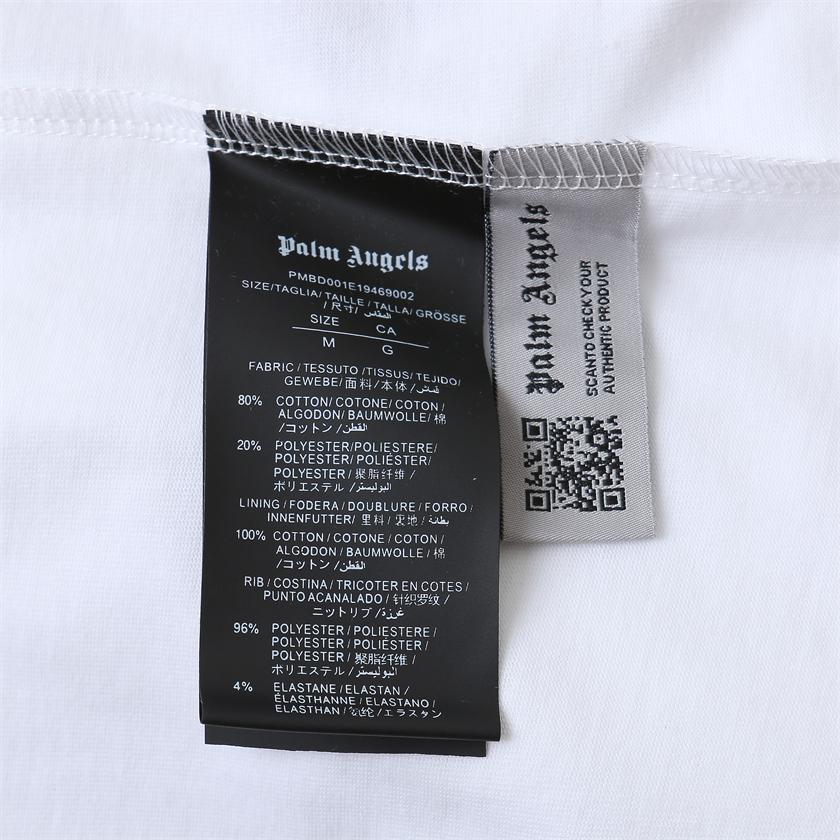 Palm Angels
PMBD001E19469002
SIZE/TAGLIA/TAILLE/TALLA/GRÖSSE
/尺寸/ المقاس
SIZE CA
M G
FABRIC/TESSUTO/TISSUS/TEJIDO/
GEWEBE/面料/本体/قماش
80% COTTON/COTONE/COTON/
ALGODON/BAUMWOLLE/棉
/コットン/القطن
20% POLYESTER/POLIESTERE/
POLYESTER/POLIÉSTER/
POLYESTER/聚脂纤维/
ポリエステル/البوليستر
LINING/FODERA/DOUBLURE/FORRO/
INNENFUTTER/里料/裏地/بطانة
100% COTTON/COTONE/COTON/
ALGODON/BAUMWOLLE/棉
/コットン/القطن
RIB/COSTINA/TRICOTER EN COTES/
PUNTO ACANALADO/针织罗纹/
ニットリブ/غرزة
96% POLYESTER/POLIESTERE/
POLYESTER/POLIÉSTER/
POLYESTER/聚脂纤维/
ポリエステル/البوليستر
4% ELASTANE/ELASTAN/
ÉLASTHANNE/ELASTANO/
ELASTHAN/氨纶/エラスタン
Palm Angels
SCAN TO CHECK YOUR
AUTHENTIC PRODUCT